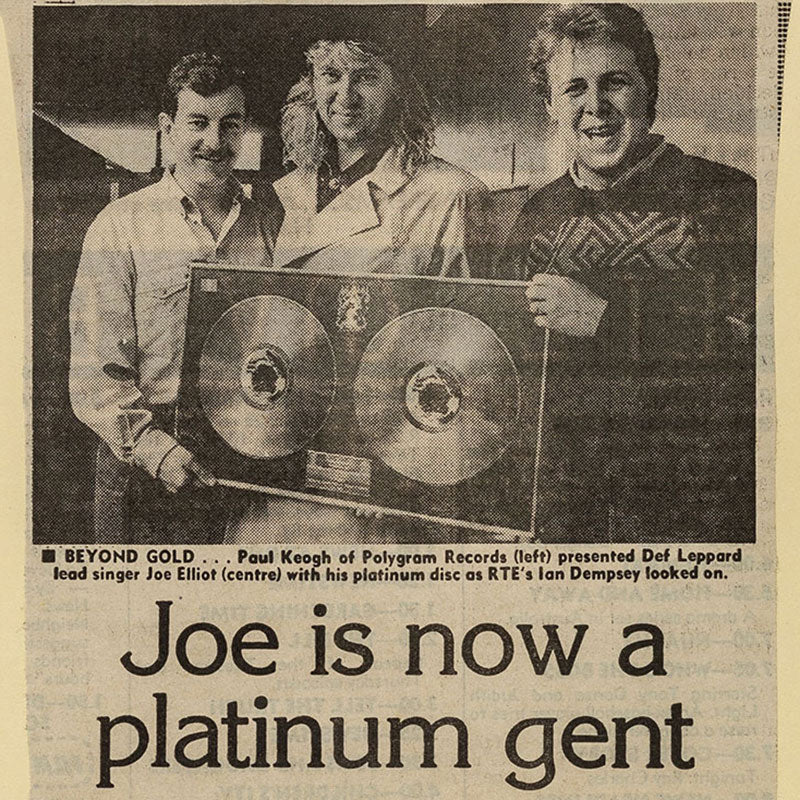 ■ BEYOND GOLD . . . Paul Keogh of Polygram Records (left) presented Def Leppard
lead singer Joe Elliot (centre) with his platinum disc as RTE's Ian Dempsey looked on.
Joe is now a
platinum gent